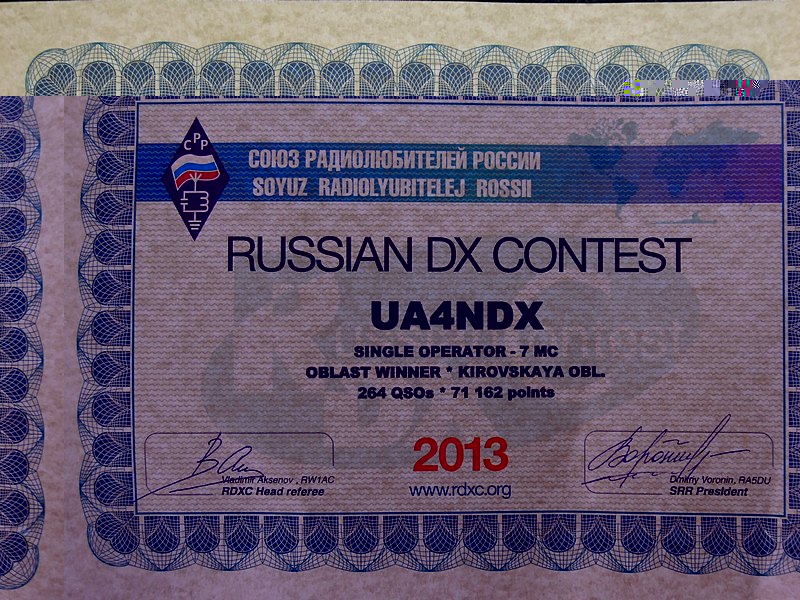 СРР
СОЮЗ РАДИОЛЮБИТЕЛЕЙ РОССИИ
SOYUZ RADIOLYUBITELEJ ROSSII
RUSSIAN DX CONTEST
UA4NDX
SINGLE OPERATOR - 7 MC
OBLAST WINNER * KIROVSKAYA OBL.
264 QSOs * 71 162 points
2013
www.rdxc.org
Vladimir Aksenov , RW1AC
RDXC Head referee
Dmitriy Voronin, RA5DU
SRR President